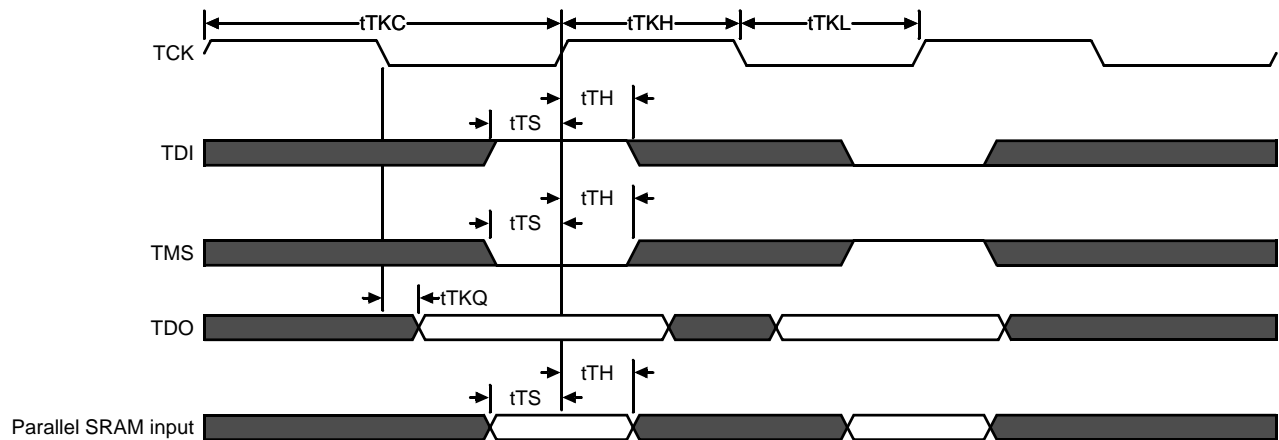 tTKC
tTKH
tTKL
TCK
tTH
tTS
TDI
tTH
tTS
TMS
tTKQ
TDO
tTH
tTS
Parallel SRAM input